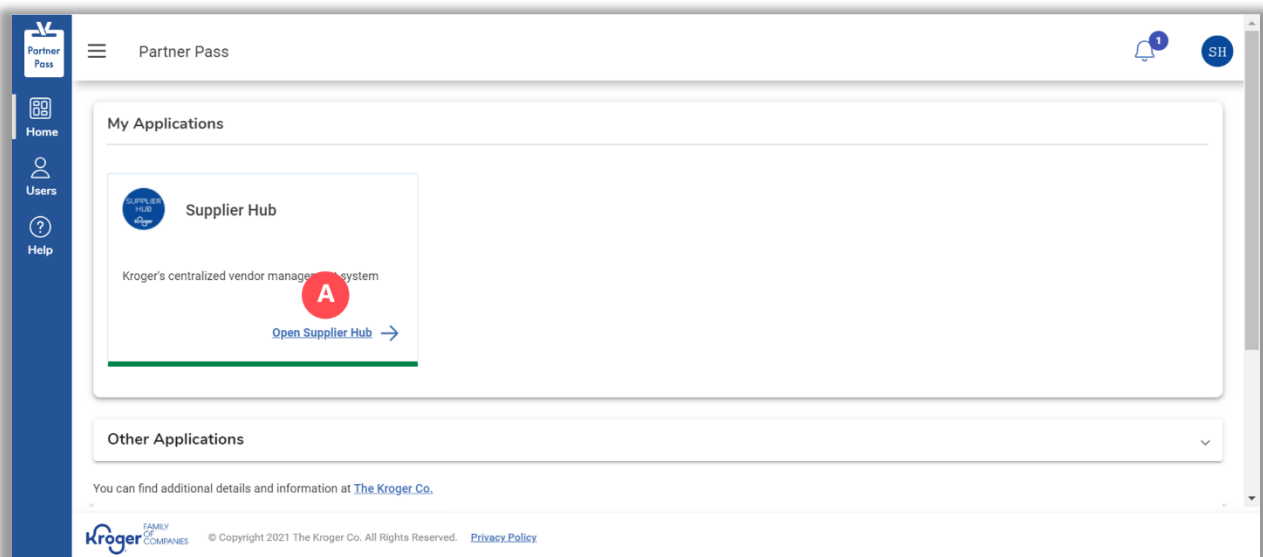 Partner
Pass
Home
Users
Help
Partner Pass
1
SH
My Applications
SUPPLIER
HUB
Kroger
Supplier Hub
Kroger's centralized vendor management system
A
Open Supplier Hub
Other Applications
You can find additional details and information at The Kroger Co.
Kroger FAMILY
OF
COMPANIES
© Copyright 2021 The Kroger Co. All Rights Reserved. Privacy Policy